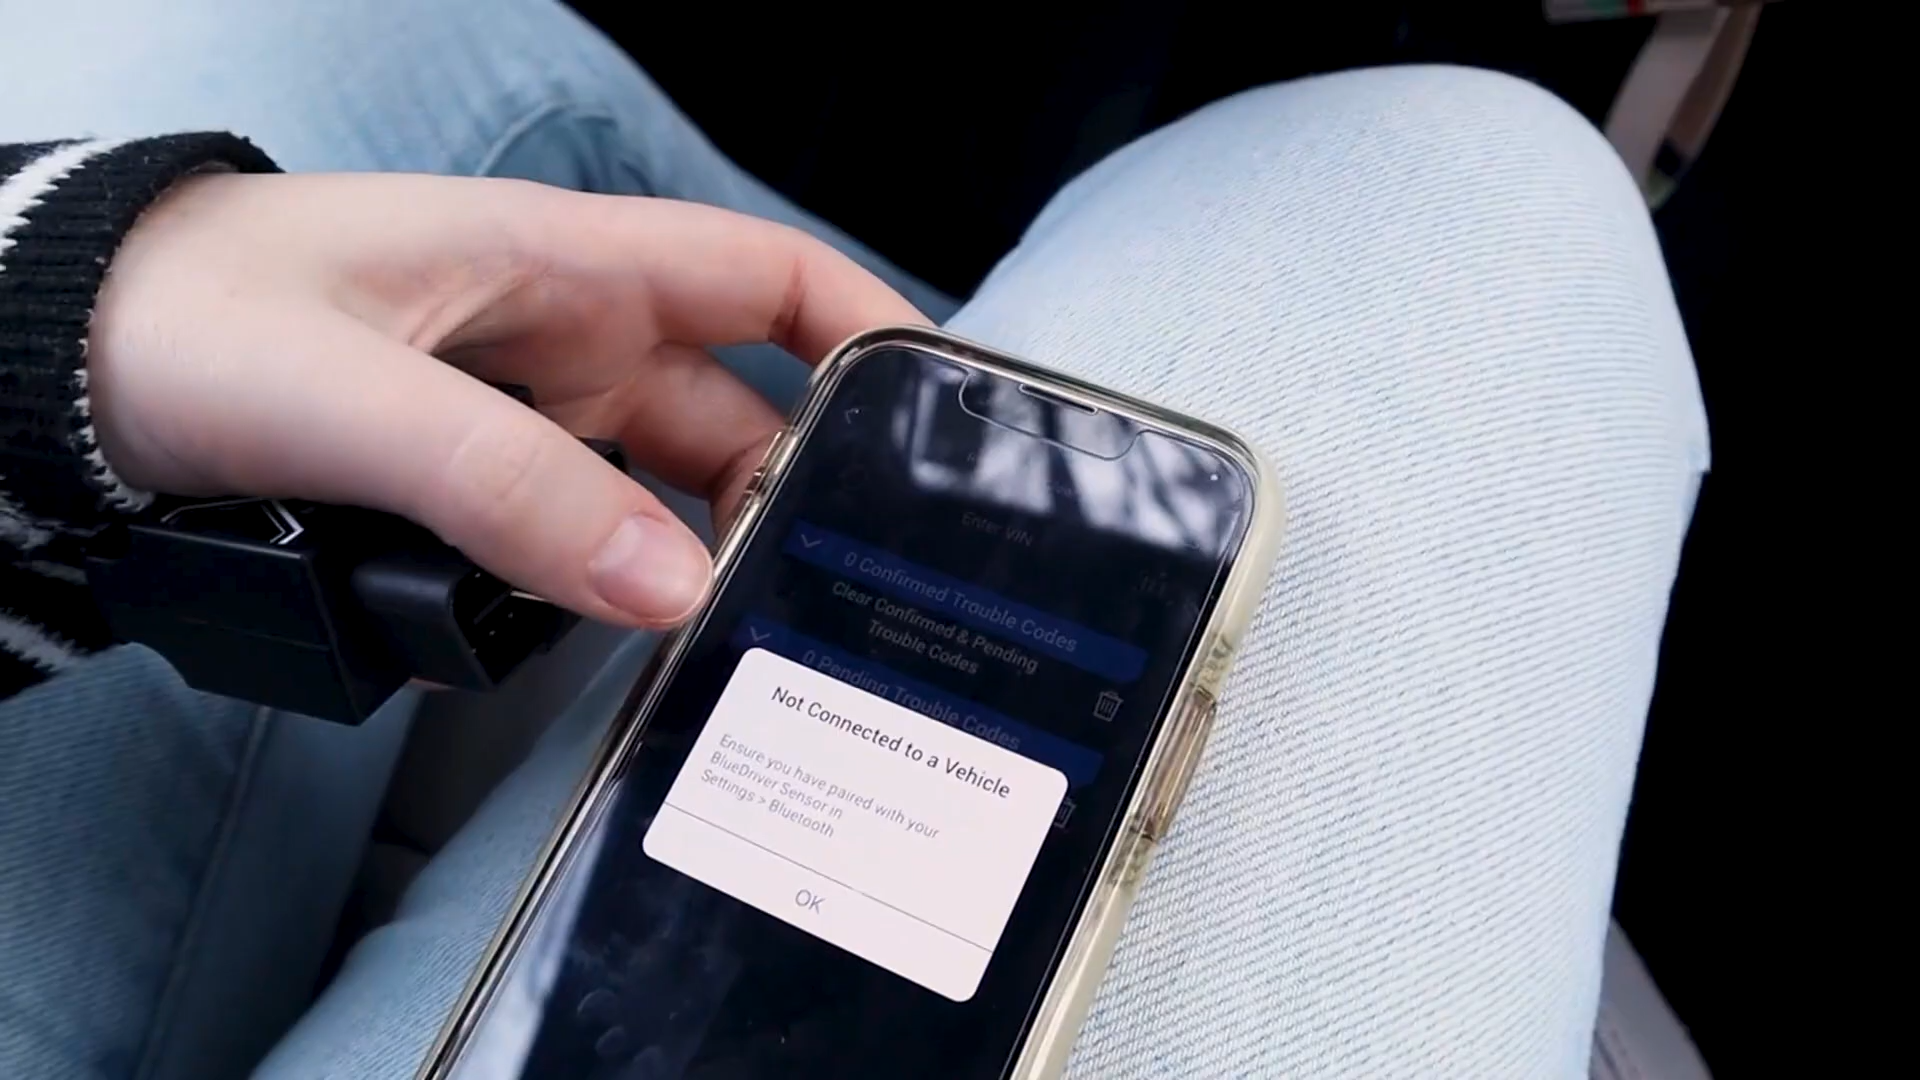 Enter VIN
0 Confirmed Trouble Codes
Clear Confirmed & Pending
Trouble Codes
0 Pending Trouble Codes
Not Connected to a Vehicle
Ensure you have paired with your
BlueDriver Sensor in
Settings > Bluetooth
OK